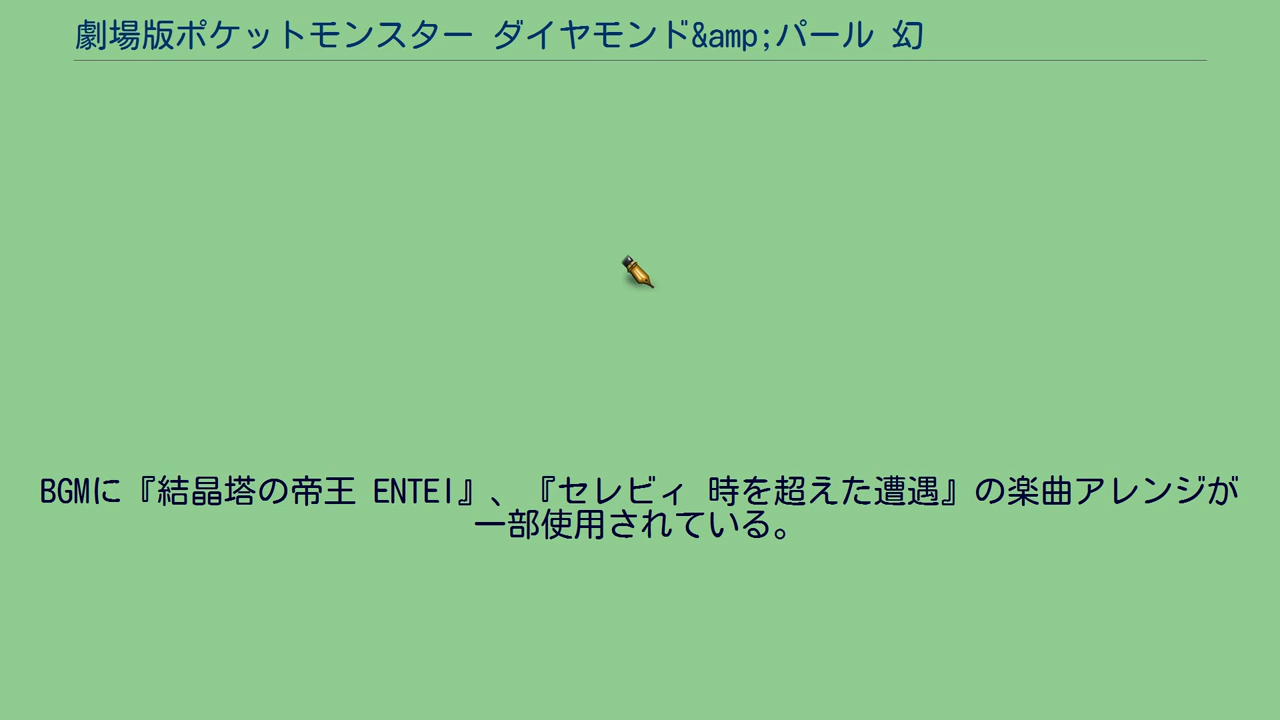 劇場版ポケットモンスター ダイヤモンド&amp;パール 幻
BGMに『結晶塔の帝王 ENTEI』、『セレビィ 時を超えた遭遇』の楽曲アレンジが
一部使用されている。